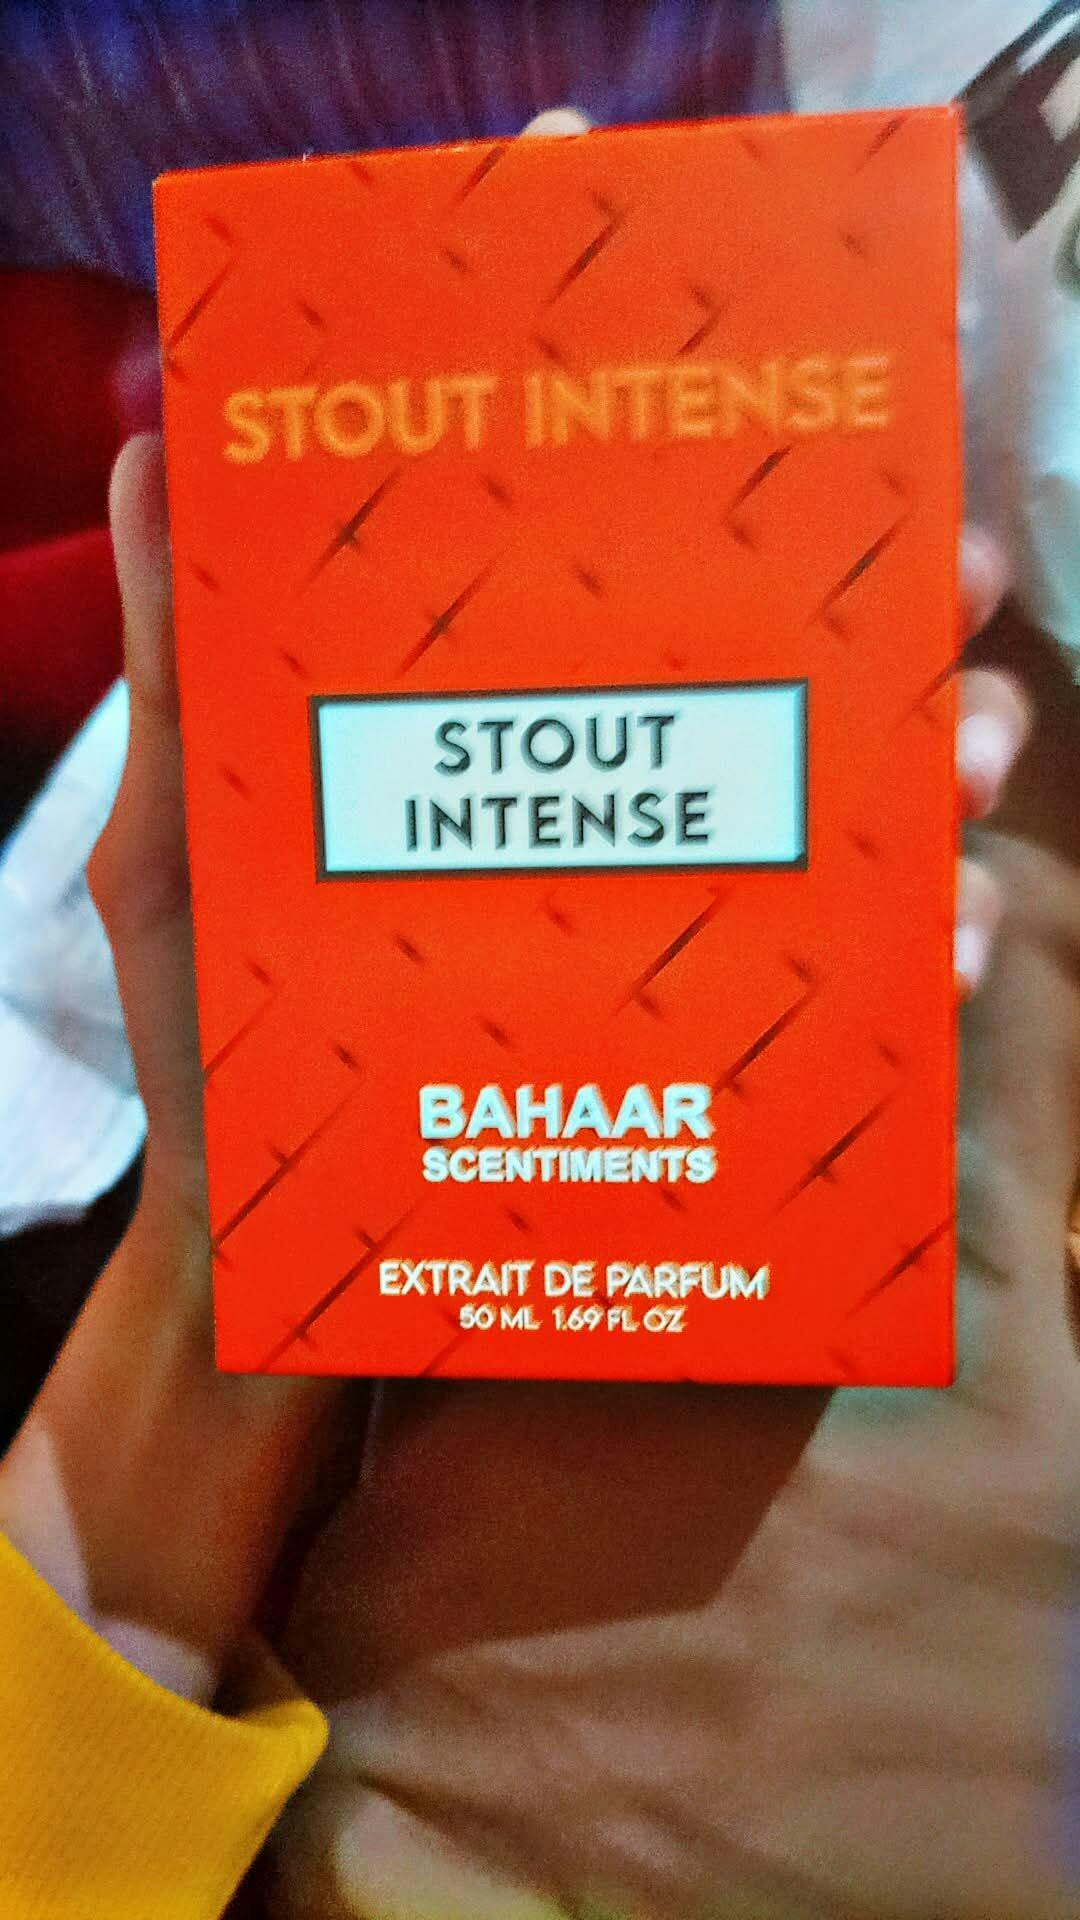 STOUT INTENSE
STOUT
INTENSE
BAHAAR
SCENTIMENTS
EXTRAIT DE PARFUM
50 ML 1.69 FL OZ